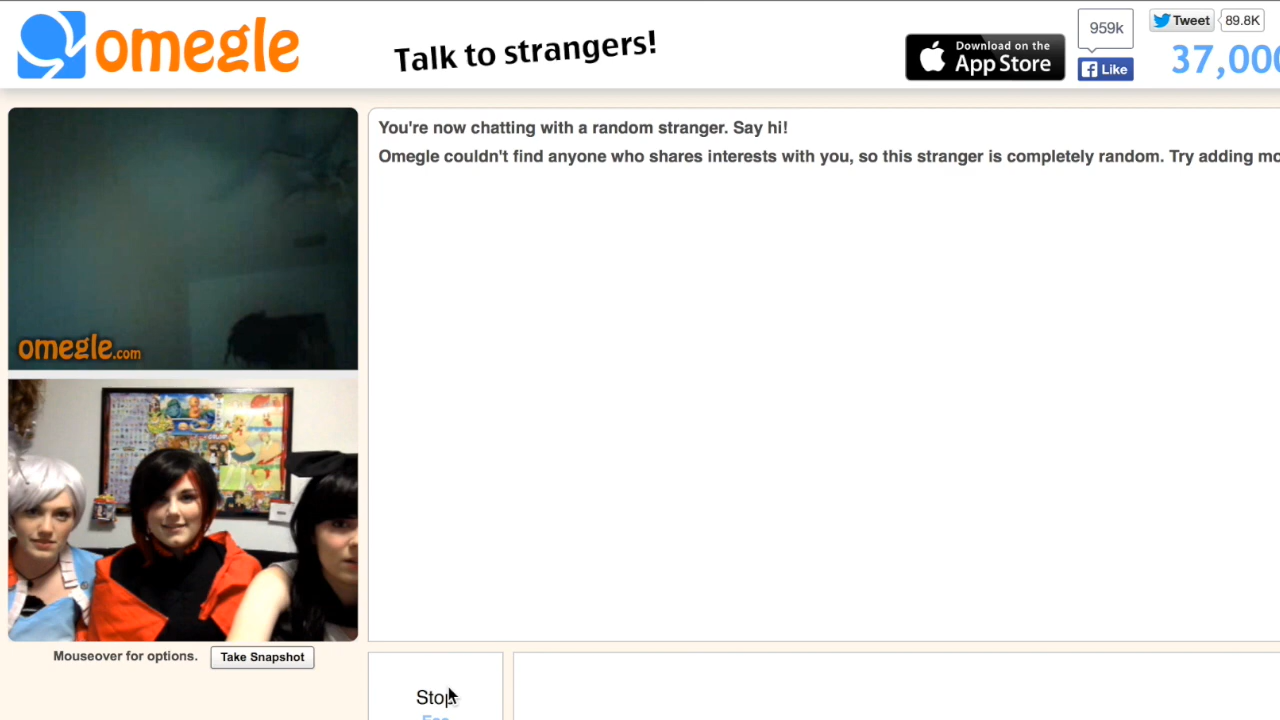 omegle
Talk to strangers!
Download on the
App Store
959k
Like
Tweet
89.8K
37,000
You're now chatting with a random stranger. Say hi!
Omegle couldn't find anyone who shares interests with you, so this stranger is completely random. Try adding mo
omegle.com
Mouseover for options.
Take Snapshot
Stop
Esc